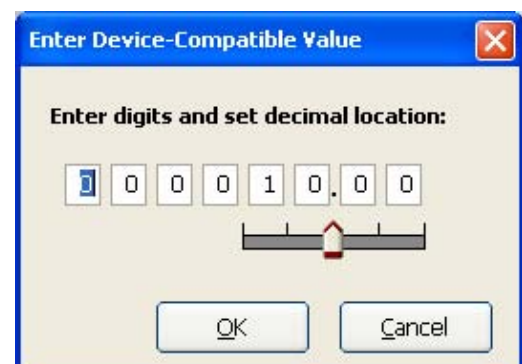 Enter Device-Compatible Value
Enter digits and set decimal location:
0 0 0 0 1 0.0 0
OK Cancel